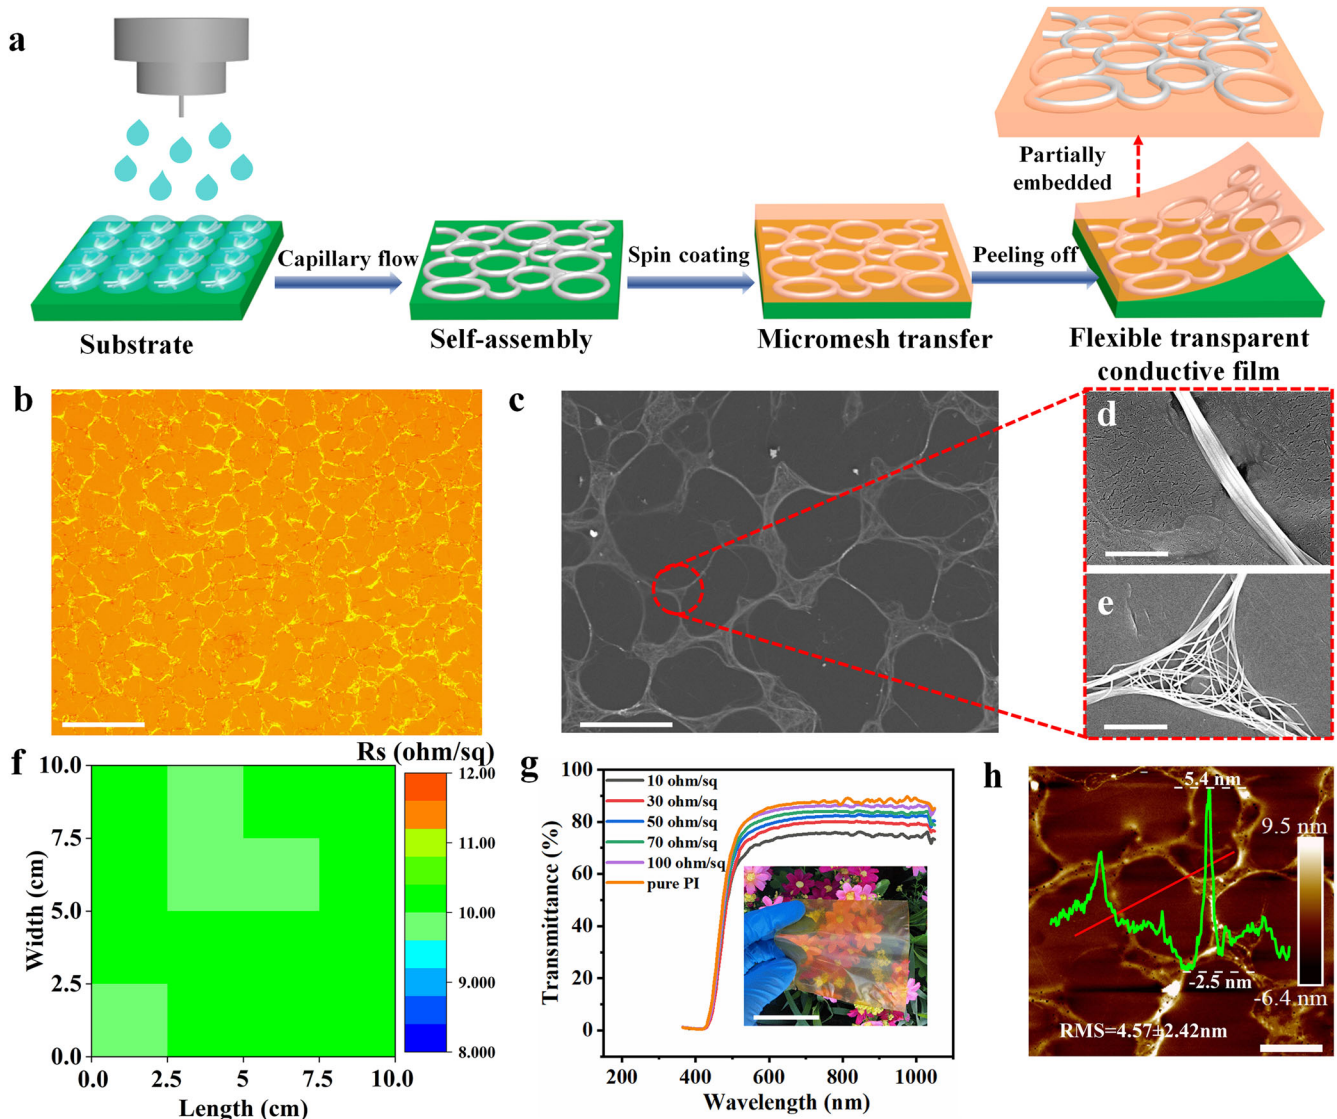 a
Partially
embedded
Capillary flow
Spin coating
Peeling off
Substrate
Self-assembly
Micromesh transfer
Flexible transparent
conductive film
b
c
d
e
f
Rs (ohm/sq)
10.0
7.5
5.0
2.5
0.0
Width (cm)
0.0
2.5
5
7.5
10.0
Length (cm)
12.00
11.00
10.00
9.000
8.000
g
100
80
60
40
20
0
Transmittance (%)
10 ohm/sq
30 ohm/sq
50 ohm/sq
70 ohm/sq
100 ohm/sq
pure PI
200
400
600
800
1000
Wavelength (nm)
h
5.4 nm
9.5 nm
-2.5 nm
-6.4 nm
RMS=4.57±2.42nm